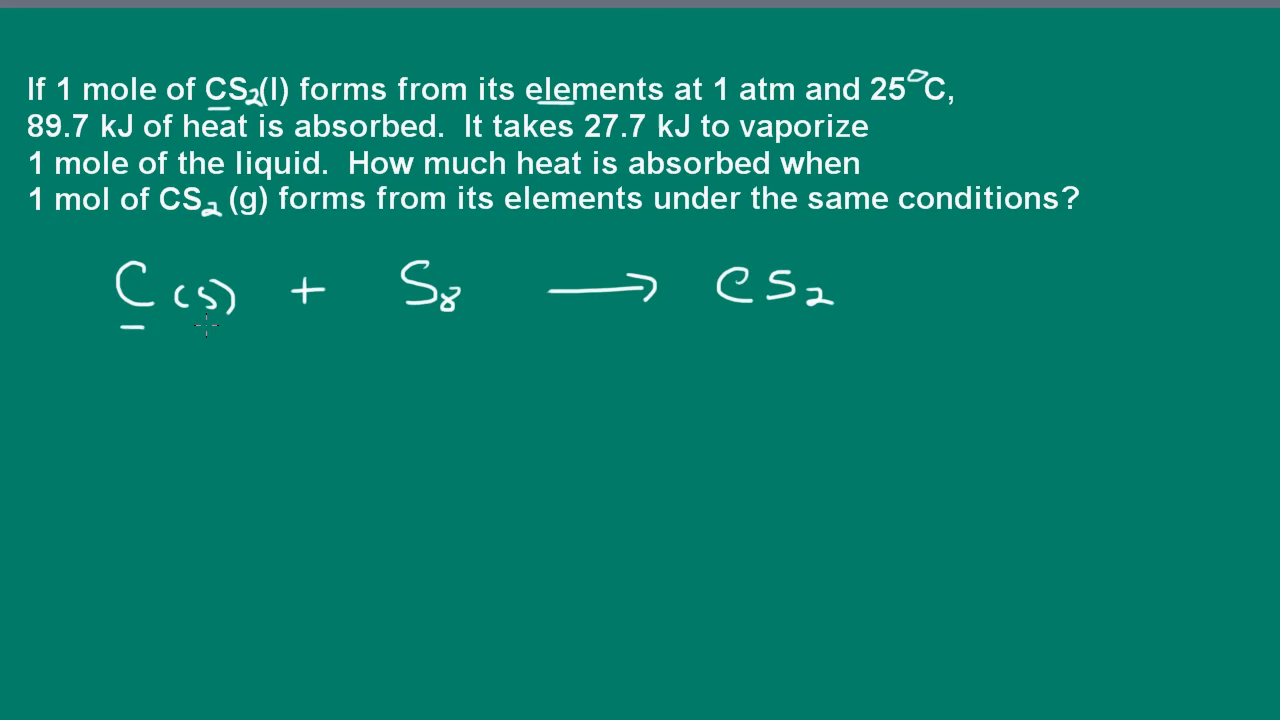 If 1 mole of CS₂(l) forms from its elements at 1 atm and 25°C,
89.7 kJ of heat is absorbed. It takes 27.7 kJ to vaporize
1 mole of the liquid. How much heat is absorbed when
1 mol of CS₂ (g) forms from its elements under the same conditions?
C (s) + S₈ ⟶ CS₂